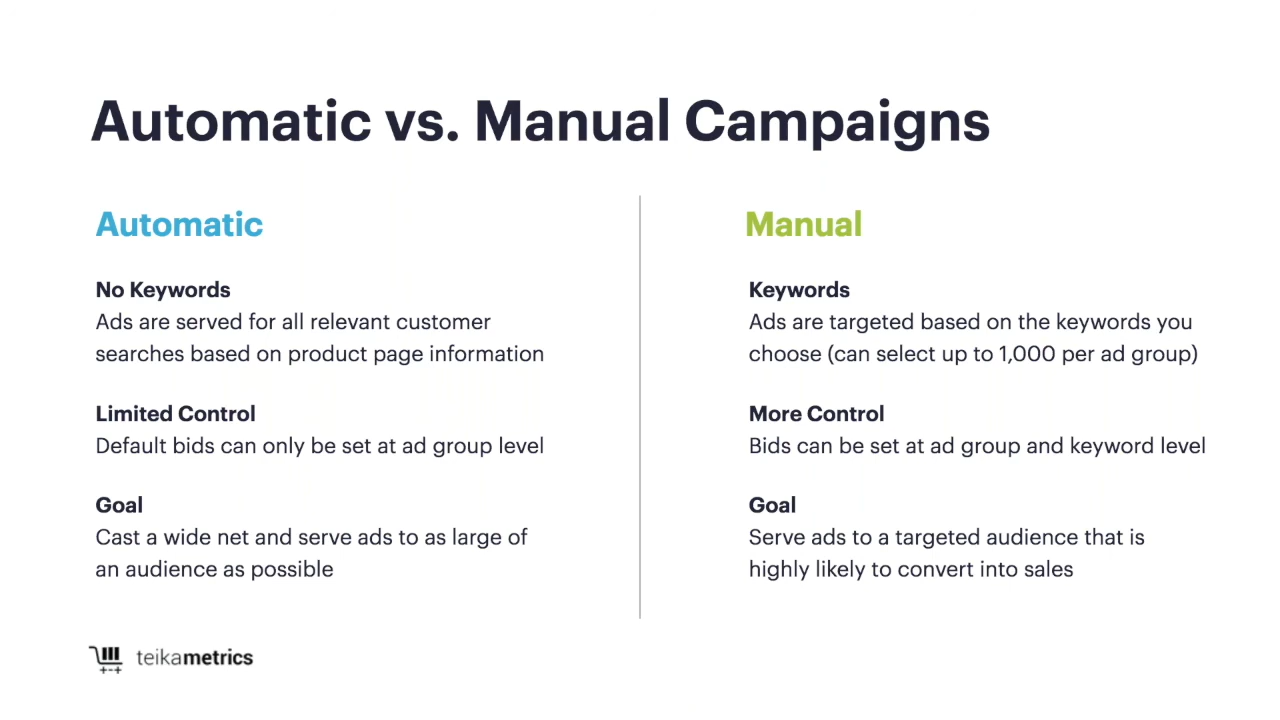 Automatic vs. Manual Campaigns
Automatic
No Keywords
Ads are served for all relevant customer
searches based on product page information
Limited Control
Default bids can only be set at ad group level
Goal
Cast a wide net and serve ads to as large of
an audience as possible
Manual
Keywords
Ads are targeted based on the keywords you
choose (can select up to 1,000 per ad group)
More Control
Bids can be set at ad group and keyword level
Goal
Serve ads to a targeted audience that is
highly likely to convert into sales
teikametrics